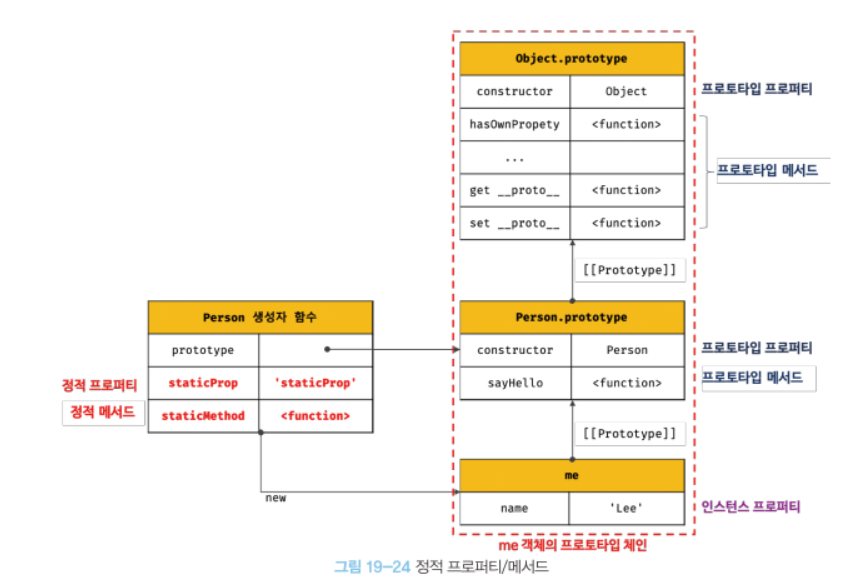 Object.prototype
constructor Object 프로토타입 프로퍼티
hasOwnPropety <function>
...
프로토타입 메서드
get __proto__ <function>
set __proto__ <function>
[[Prototype]]
Person 생성자 함수
Person.prototype
prototype
constructor Person 프로토타입 프로퍼티
정적 프로퍼티 staticProp 'staticProp'
sayHello <function> 프로토타입 메서드
정적 메서드 staticMethod <function>
[[Prototype]]
me
new
name 'Lee' 인스턴스 프로퍼티
me 객체의 프로토타입 체인
그림 19-24 정적 프로퍼티/메서드